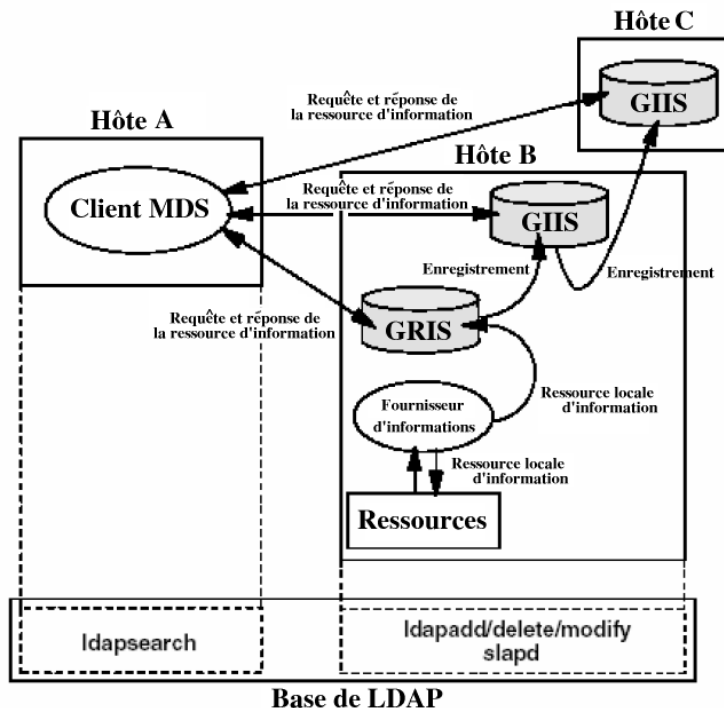 Hôte C
GIIS
Requête et réponse de
la ressource d'information
Hôte A
Hôte B
Client MDS
Requête et réponse de
la ressource d'information
GIIS
Enregistrement
Enregistrement
Requête et réponse de
la ressource d'information
GRIS
Ressource locale
d'information
Fournisseur
d'informations
Ressource locale
d'information
Ressources
ldapsearch
ldapadd/delete/modify
slapd
Base de LDAP